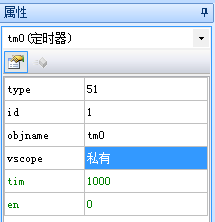 属性
tm0(定时器)
type 51
id 1
objname tm0
vscope 私有
tim 1000
en 0